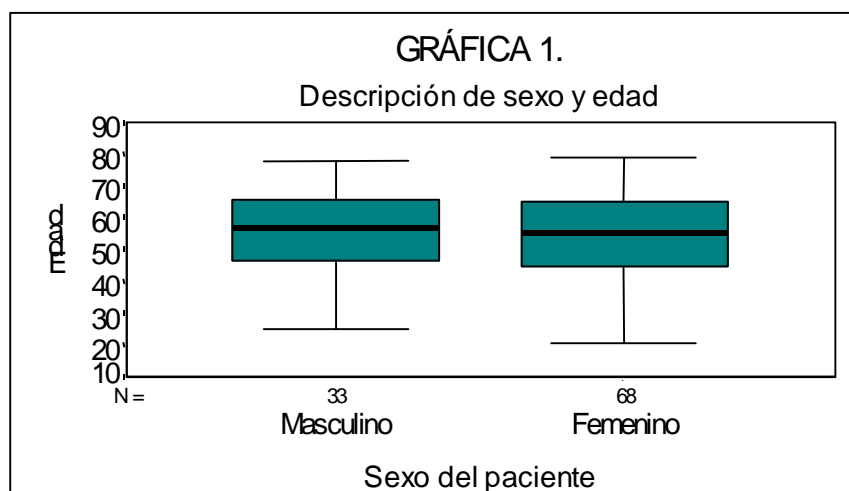 GRÁFICA 1.
Descripción de sexo y edad
90
80
70
60
50
40
30
20
10
Edad
N = 33 68
Masculino Femenino
Sexo del paciente